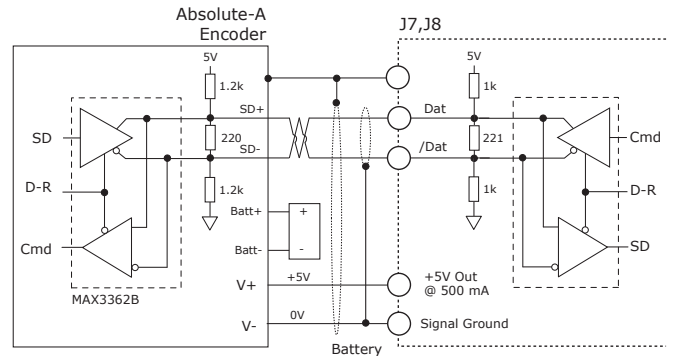 Absolute-A
Encoder
J7,J8
5V
1.2k
SD+
220
SD-
1.2k
SD
D-R
Cmd
MAX3362B
Batt+
+
Batt-
-
V+
+5V
V-
0V
Battery
5V
1k
Dat
221
/Dat
1k
Cmd
D-R
SD
+5V Out
@ 500 mA
Signal Ground